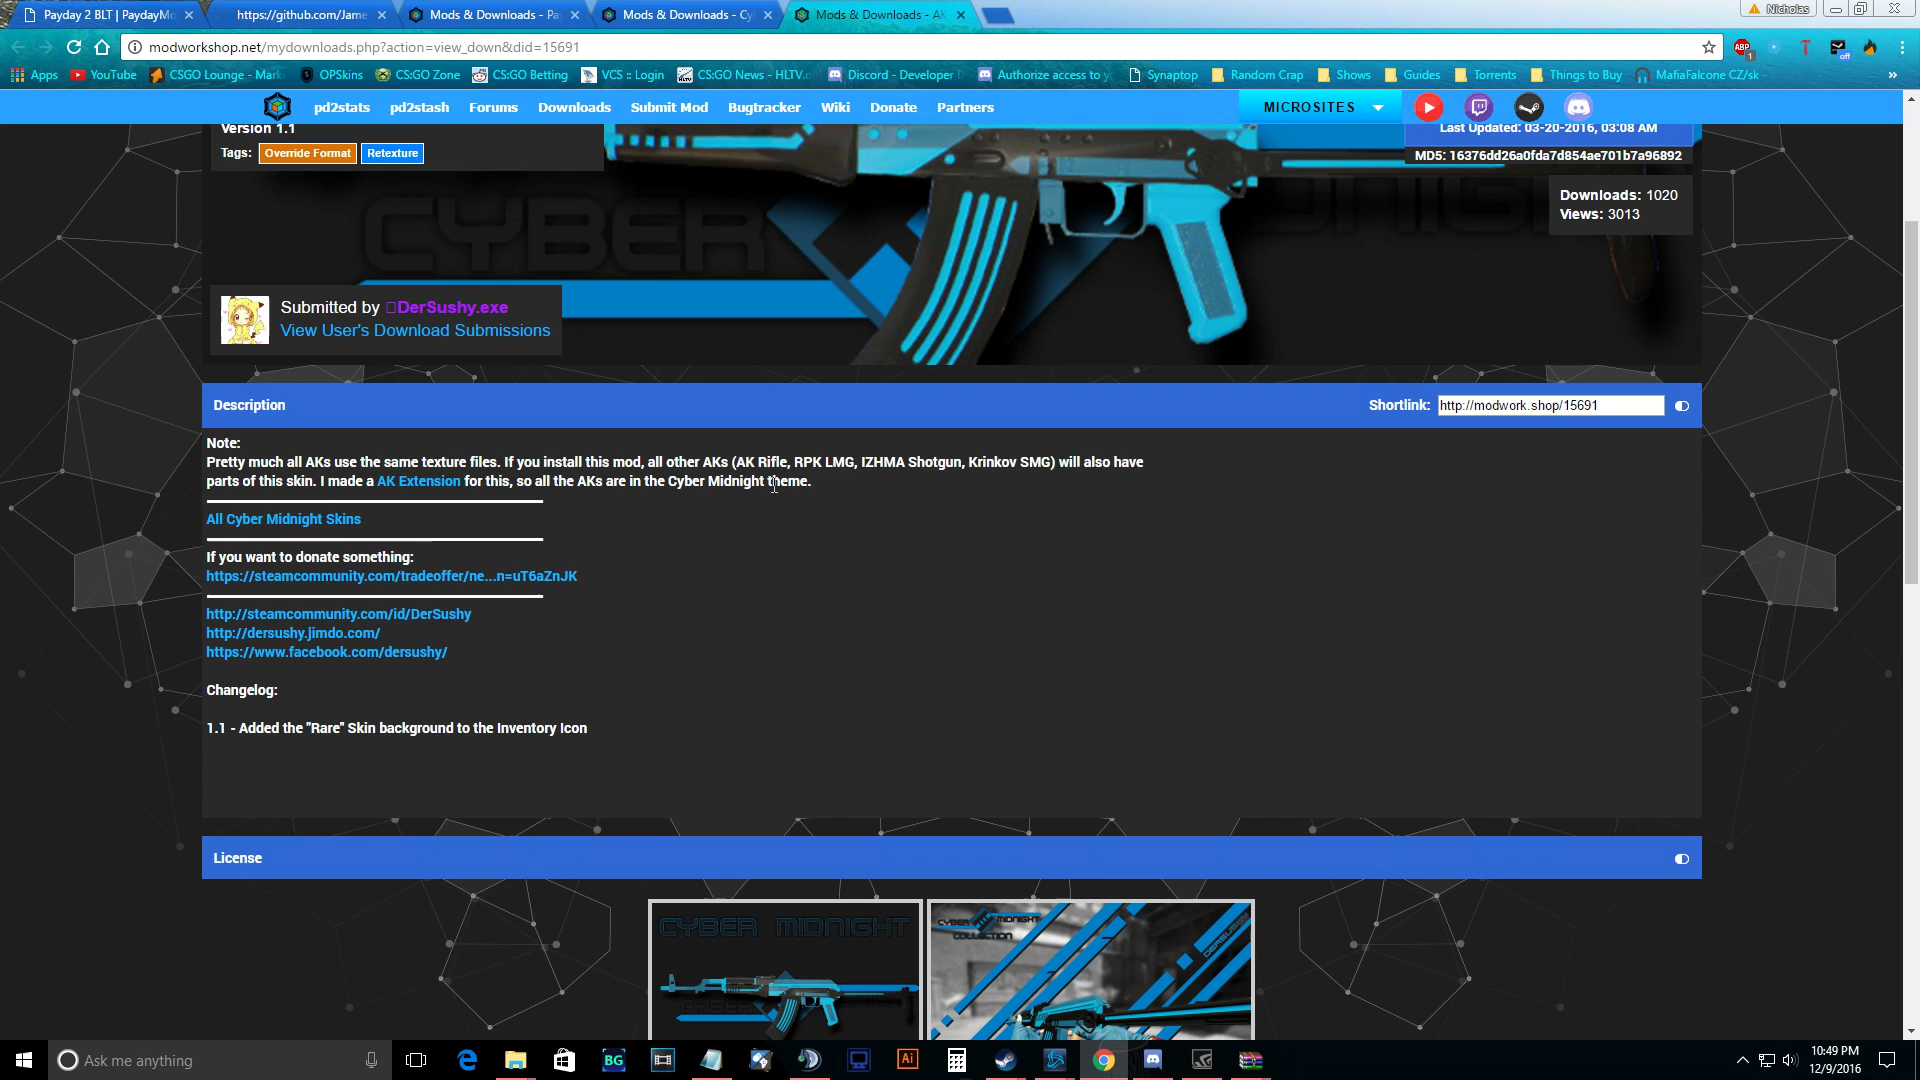 Payday 2 BLT | PaydayMo
https://github.com/Jame
Mods & Downloads - Pa
Mods & Downloads - Cy
Mods & Downloads - AK
Nicholas
modworkshop.net/mydownloads.php?action=view_down&did=15691
ABP
1
T
off
Apps
YouTube
CSGO Lounge - Mark
OPSkins
CS:GO Zone
CS:GO Betting
VCS :: Login
CS:GO News - HLTV.o
Discord - Developer D
Authorize access to y
Synaptop
Random Crap
Shows
Guides
Torrents
Things to Buy
MafiaFalcone CZ/sk -
»
pd2stats
pd2stash
Forums
Downloads
Submit Mod
Bugtracker
Wiki
Donate
Partners
MICROSITES
Version 1.1
Tags: Override Format Retexture
Last Updated: 03-20-2016, 03:08 AM
MD5: 16376dd26a0fda7d854ae701b7a96892
Downloads: 1020
Views: 3013
CYBER
Submitted by DerSushy.exe
View User's Download Submissions
Description
Shortlink: http://modwork.shop/15691
Note:
Pretty much all AKs use the same texture files. If you install this mod, all other AKs (AK Rifle, RPK LMG, IZHMA Shotgun, Krinkov SMG) will also have
parts of this skin. I made a AK Extension for this, so all the AKs are in the Cyber Midnight theme.
All Cyber Midnight Skins
If you want to donate something:
https://steamcommunity.com/tradeoffer/ne...n=uT6aZnJK
http://steamcommunity.com/id/DerSushy
http://dersushy.jimdo.com/
https://www.facebook.com/dersushy/
Changelog:
1.1 - Added the "Rare" Skin background to the Inventory Icon
License
CYBER MIDNIGHT
CYBER
CYBER MIDNIGHT
COLLECTION
DERSUSHY
Ask me anything
BG
Ai
10:49 PM
12/9/2016